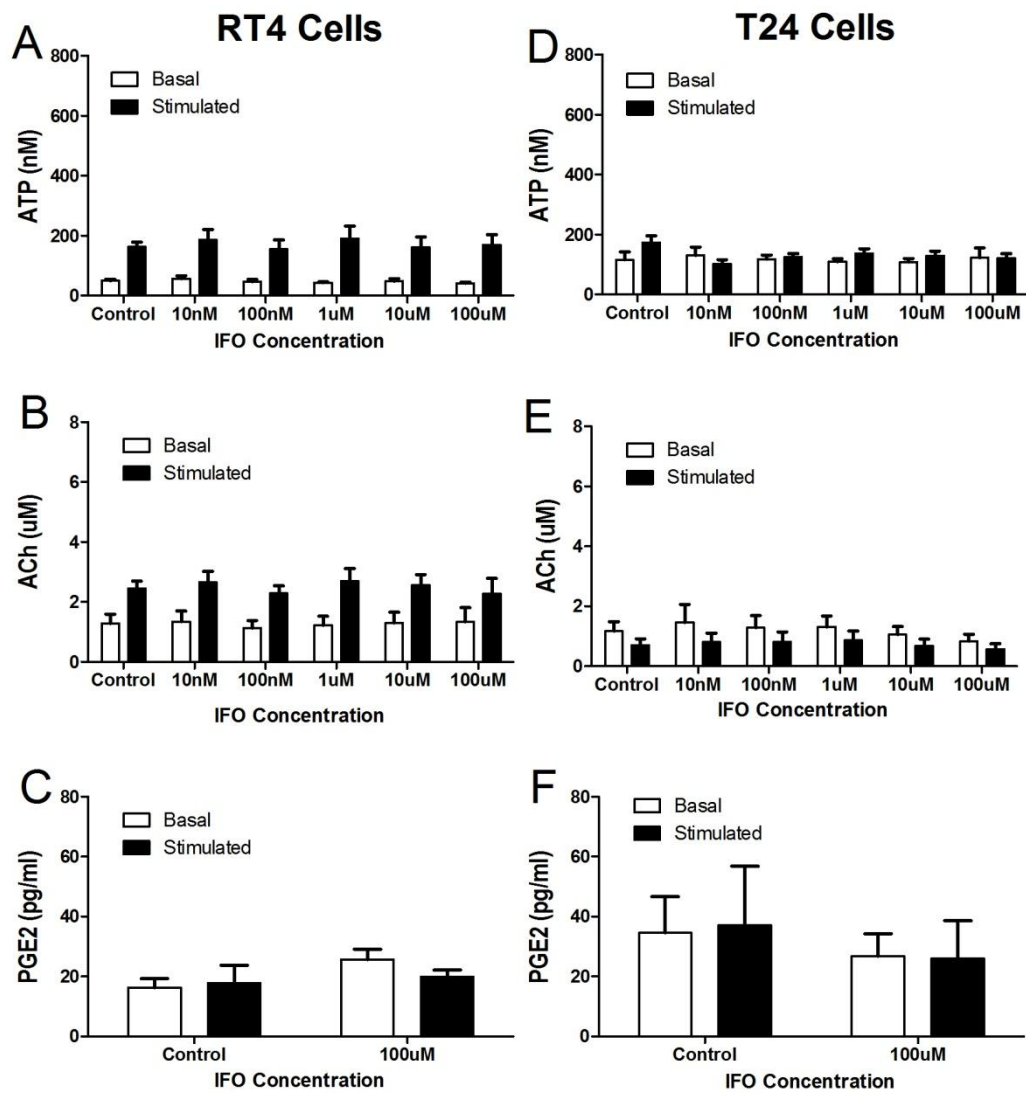 RT4 Cells
T24 Cells
A
ATP (nM)
800
600
400
200
0
Basal
Stimulated
Control 10nM 100nM 1uM 10uM 100uM
IFO Concentration
D
ATP (nM)
800
600
400
200
0
Basal
Stimulated
Control 10nM 100nM 1uM 10uM 100uM
IFO Concentration
B
ACh (uM)
8
6
4
2
0
Basal
Stimulated
Control 10nM 100nM 1uM 10uM 100uM
IFO Concentration
E
ACh (uM)
8
6
4
2
0
Basal
Stimulated
Control 10nM 100nM 1uM 10uM 100uM
IFO Concentration
C
PGE2 (pg/ml)
80
60
40
20
0
Basal
Stimulated
Control 100uM
IFO Concentration
F
PGE2 (pg/ml)
80
60
40
20
0
Basal
Stimulated
Control 100uM
IFO Concentration